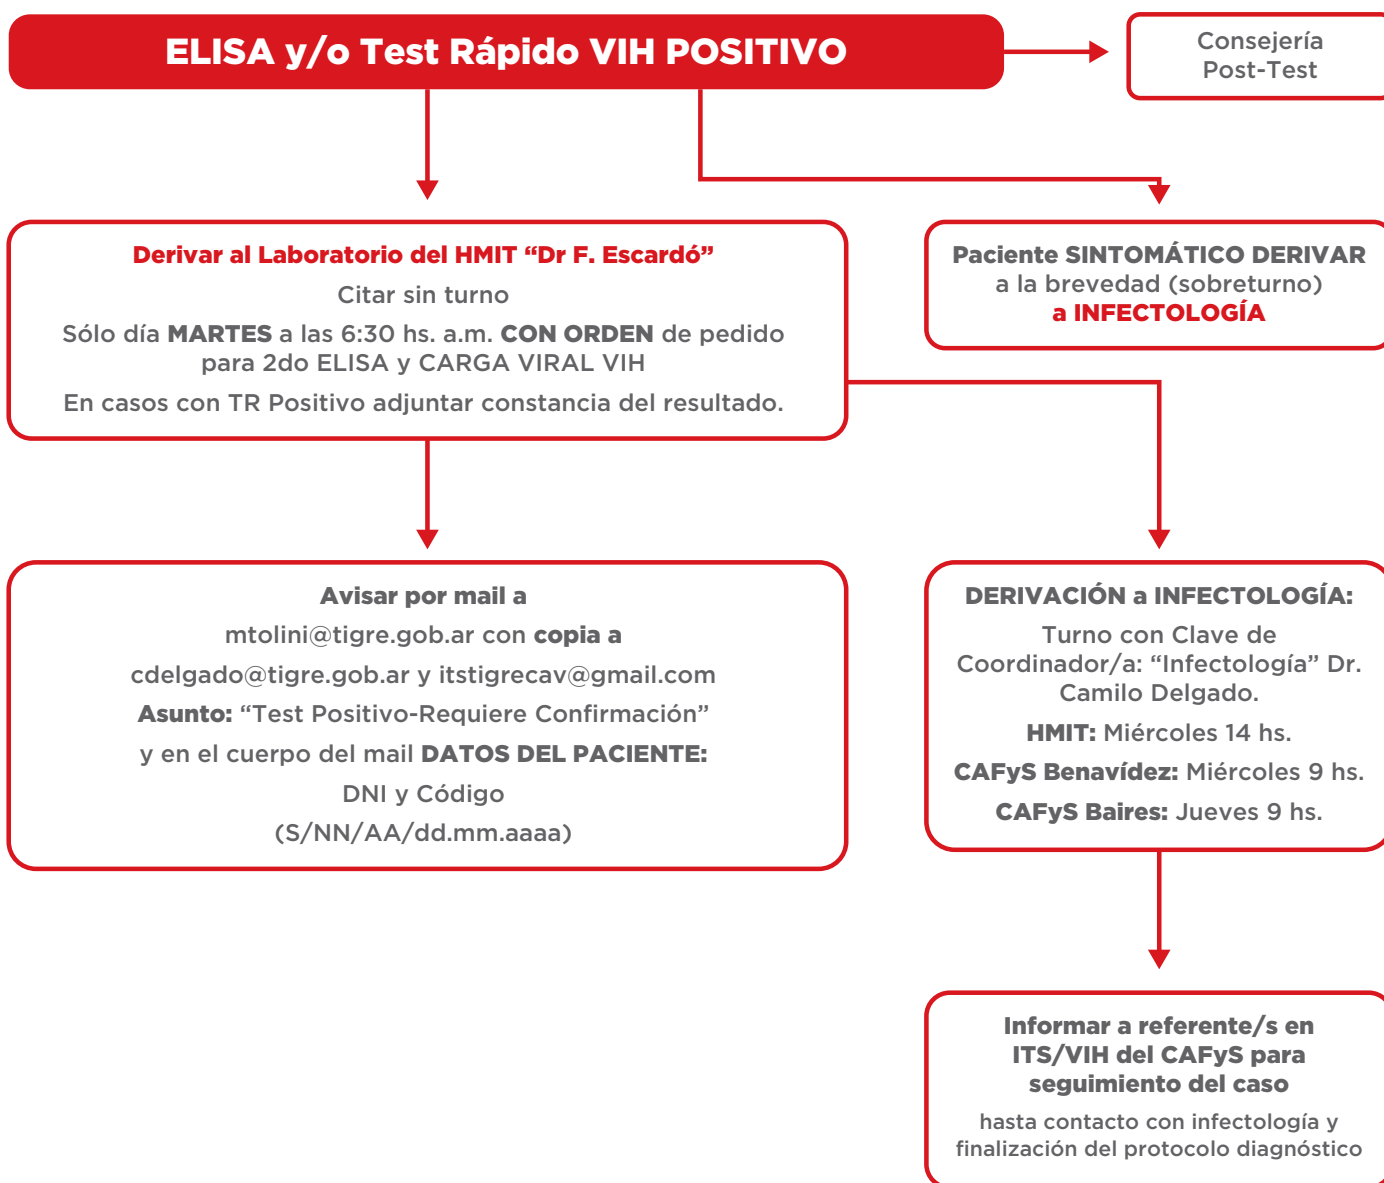 ELISA y/o Test Rápido VIH POSITIVO
Consejería
Post-Test
Derivar al Laboratorio del HMIT “Dr F. Escardó”
Citar sin turno
Sólo día MARTES a las 6:30 hs. a.m. CON ORDEN de pedido
para 2do ELISA y CARGA VIRAL VIH
En casos con TR Positivo adjuntar constancia del resultado.
Paciente SINTOMÁTICO DERIVAR
a la brevedad (sobreturno)
a INFECTOLOGÍA
Avisar por mail a
mtolini@tigre.gob.ar con copia a
cdelgado@tigre.gob.ar y itstigrecav@gmail.com
Asunto: “Test Positivo-Requiere Confirmación”
y en el cuerpo del mail DATOS DEL PACIENTE:
DNI y Código
(S/NN/AA/dd.mm.aaaa)
DERIVACIÓN a INFECTOLOGÍA:
Turno con Clave de
Coordinador/a: “Infectología” Dr.
Camilo Delgado.
HMIT: Miércoles 14 hs.
CAFyS Benavídez: Miércoles 9 hs.
CAFyS Baires: Jueves 9 hs.
Informar a referente/s en
ITS/VIH del CAFyS para
seguimiento del caso
hasta contacto con infectología y
finalización del protocolo diagnóstico